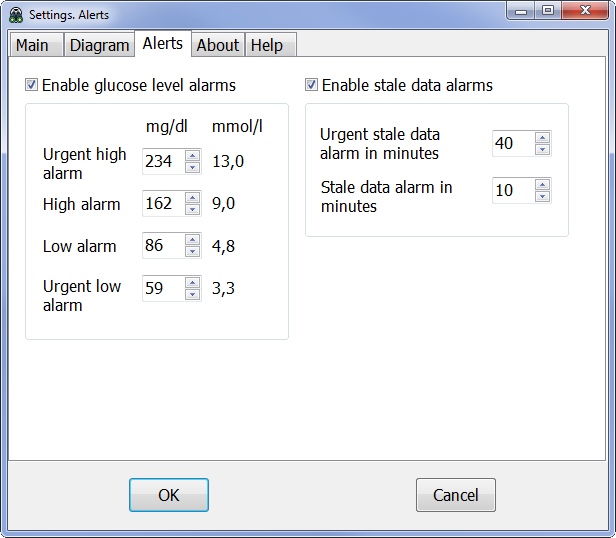 Settings. Alerts
Main Diagram Alerts About Help
Enable glucose level alarms
mg/dl mmol/l
Urgent high
alarm
234 13,0
High alarm 162 9,0
Low alarm 86 4,8
Urgent low
alarm
59 3,3
Enable stale data alarms
Urgent stale data
alarm in minutes
40
Stale data alarm in
minutes
10
OK Cancel